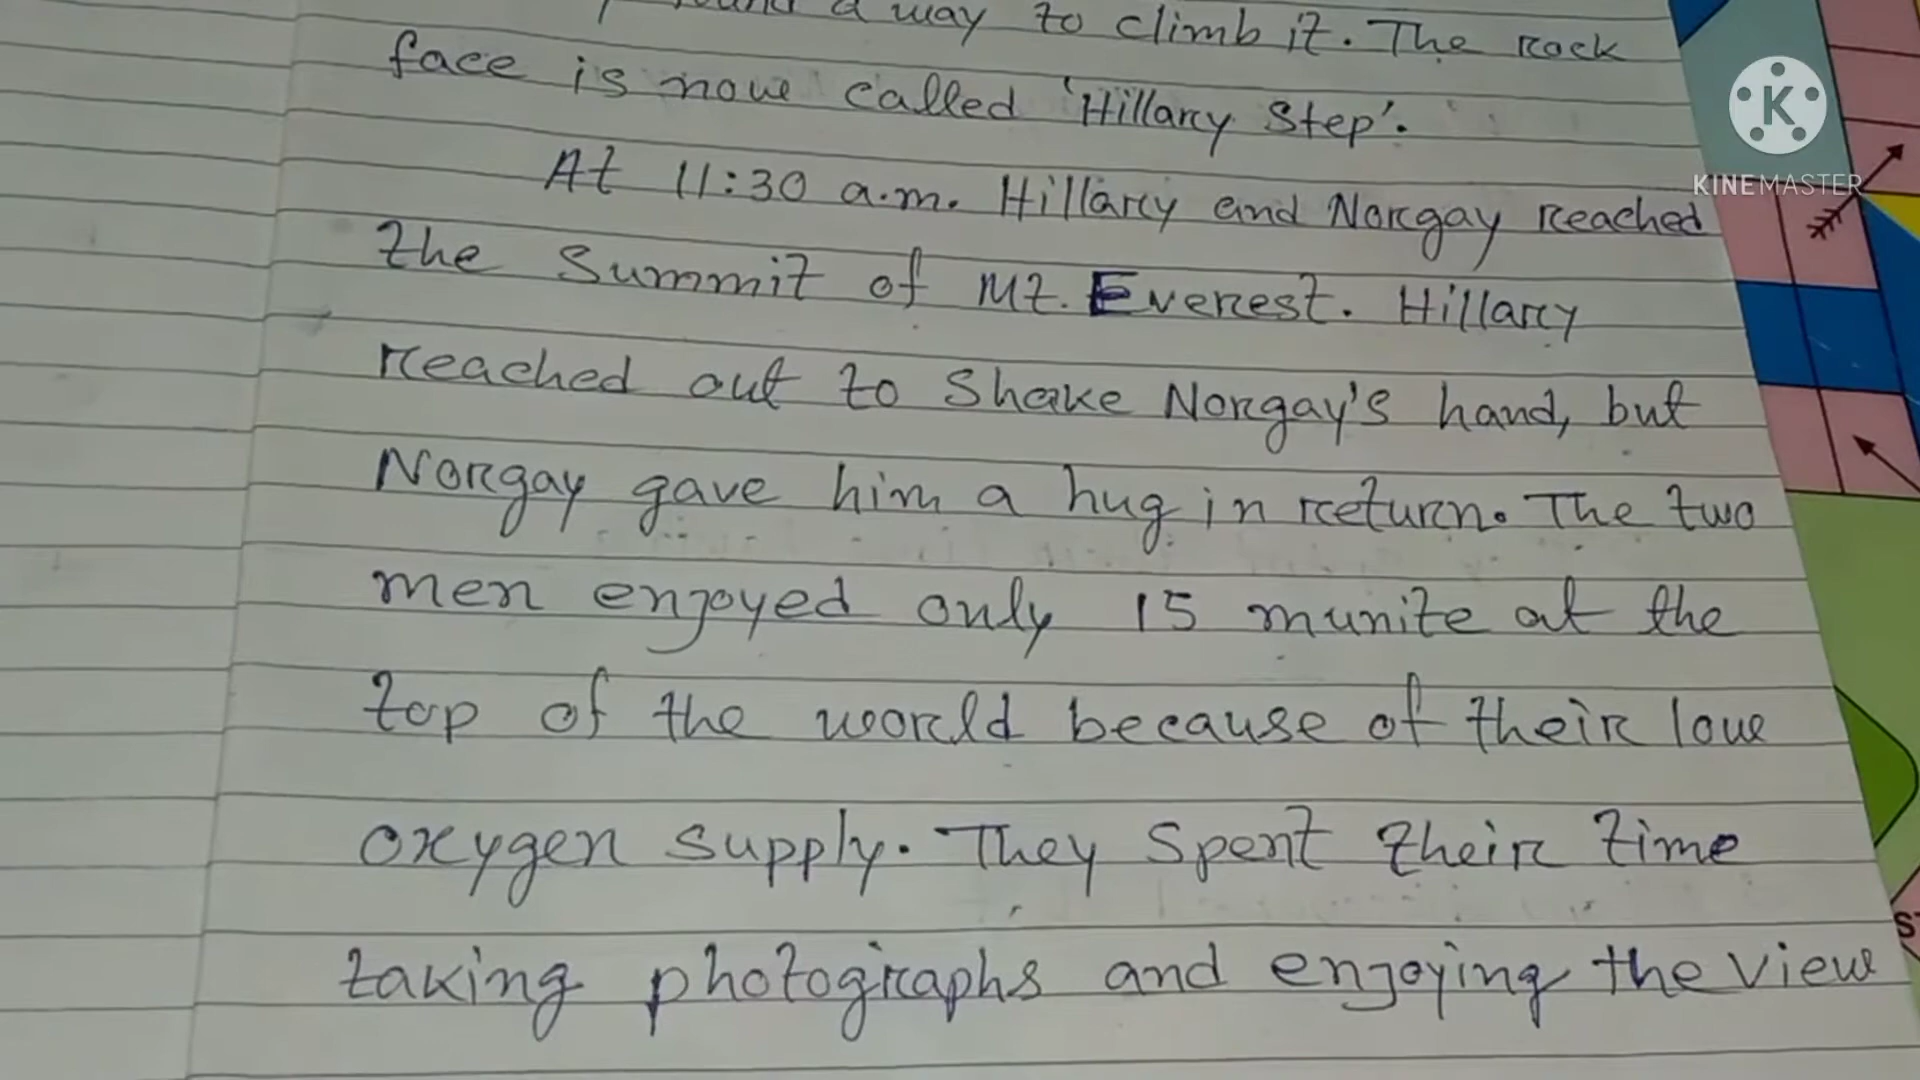 a way to climb it. The rock
face is now called 'Hillary Step'.
At 11:30 a.m. Hillary and Norgay reached
the Summit of Mt. Everest. Hillary
reached out to Shake Norgay's hand, but
Norgay gave him a hug in return. The two
men enjoyed only 15 munite at the
top of the world because of their low
oxygen supply. They Spent their time
taking photographs and enjoying the view
KINEMASTER